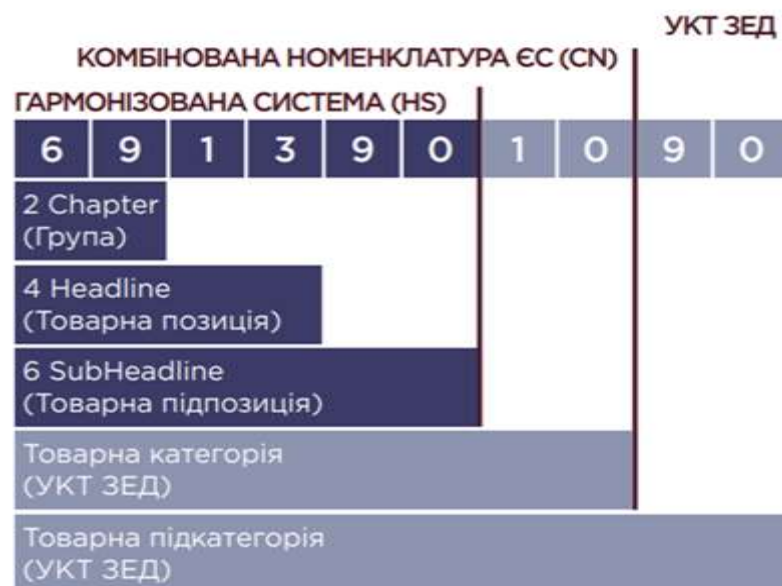 УКТ ЗЕД
КОМБІНОВАНА НОМЕНКЛАТУРА ЄС (CN)
ГАРМОНІЗОВАНА СИСТЕМА (HS)
6 9 1 3 9 0 1 0 9 0
2 Chapter
(Група)
4 Headline
(Товарна позиція)
6 SubHeadline
(Товарна підпозиція)
Товарна категорія
(УКТ ЗЕД)
Товарна підкатегорія
(УКТ ЗЕД)